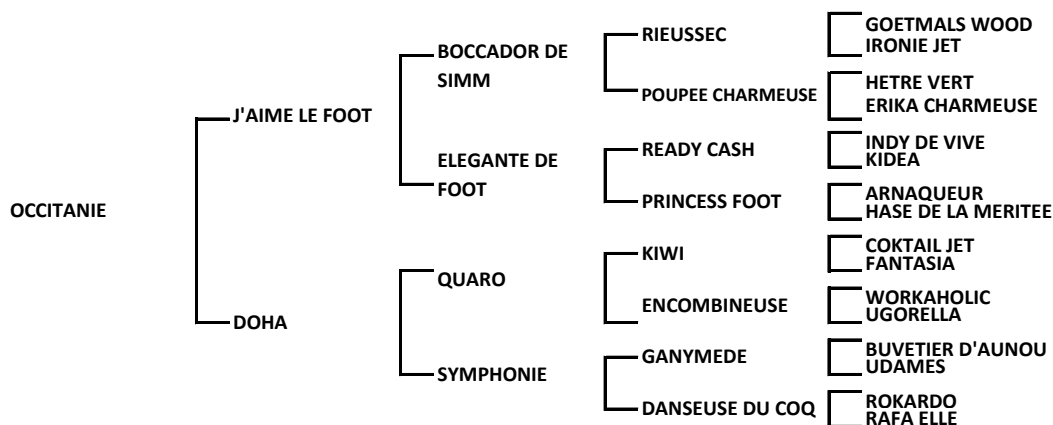 OCCITANIE
J'AIME LE FOOT
DOHA
BOCCADOR DE
SIMM
ELEGANTE DE
FOOT
QUARO
SYMPHONIE
RIEUSSEC
POUPEE CHARMEUSE
READY CASH
PRINCESS FOOT
KIWI
ENCOMBINEUSE
GANYMEDE
DANSEUSE DU COQ
GOETMALS WOOD
IRONIE JET
HETRE VERT
ERIKA CHARMEUSE
INDY DE VIVE
KIDEA
ARNAQUEUR
HASE DE LA MERITEE
COKTAIL JET
FANTASIA
WORKAHOLIC
UGORELLA
BUVETIER D'AUNOU
UDAMES
ROKARDO
RAFA ELLE